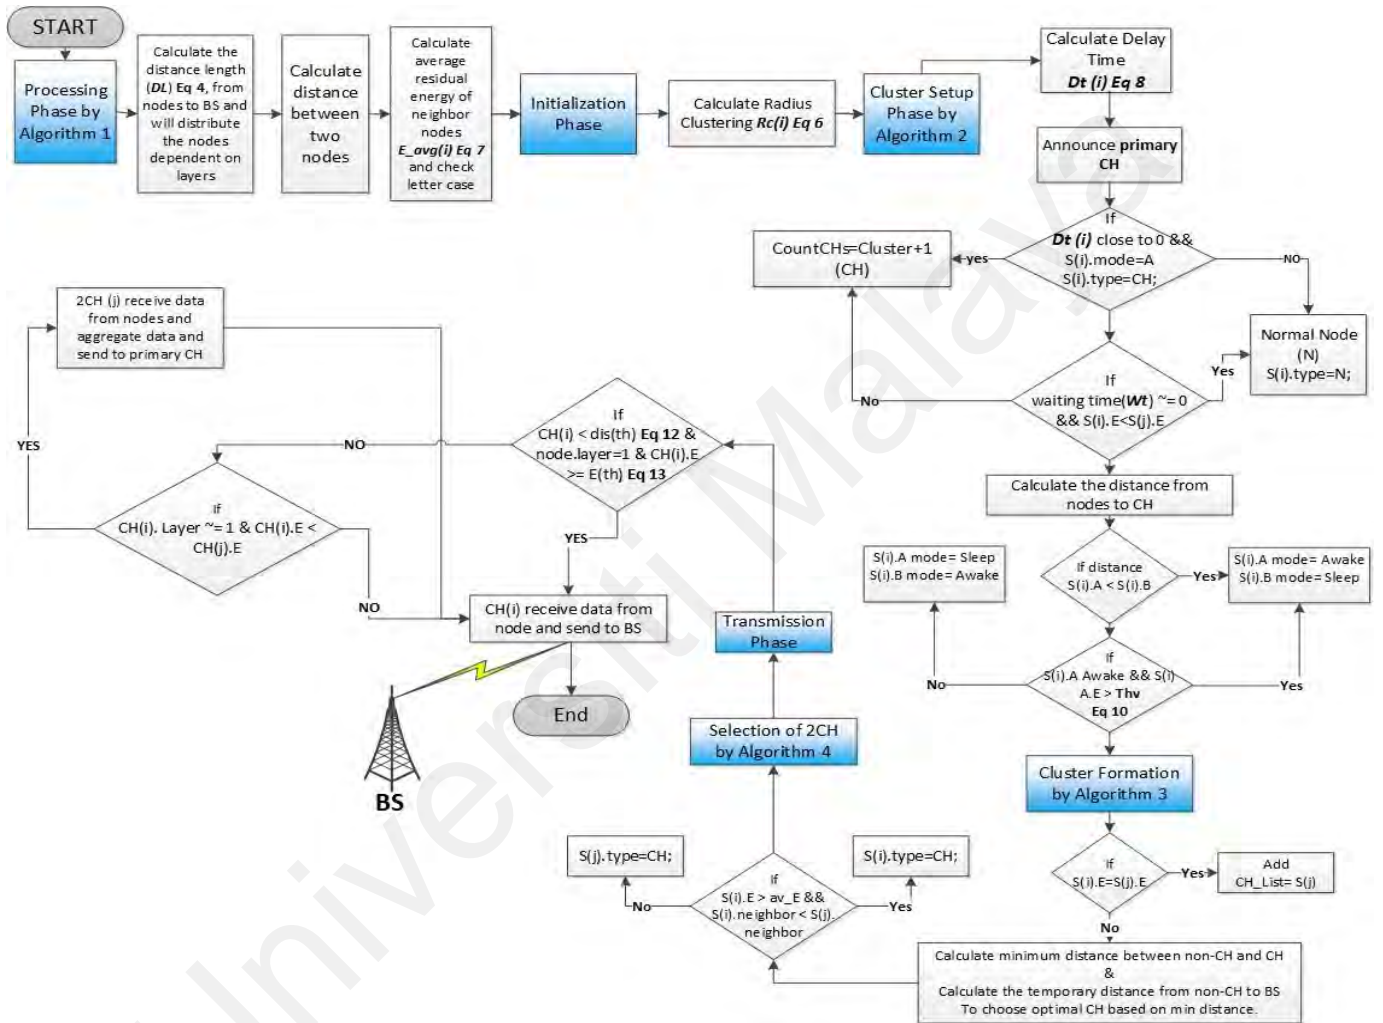 START
Processing
Phase by
Algorithm 1
Calculate the
distance length
(DL) Eq 4, from
nodes to BS and
will distribute
the nodes
dependent on
layers
Calculate
distance
between
two
nodes
Calculate
average
residual
energy of
neighbor
nodes
E_avg(i) Eq 7
and check
letter case
Initialization
Phase
Calculate Radius
Clustering Rc(i) Eq 6
Cluster Setup
Phase by
Algorithm 2
Calculate Delay
Time
Dt (i) Eq 8
Announce primary
CH
If
Dt (i) close to 0 &&
S(i).mode=A
S(i).type=CH;
yes
NO
CountCHs=Cluster+1
(CH)
Normal Node
(N)
S(i).type=N;
If
waiting time(Wt) ~= 0
&& S(i).E<S(j).E
No
Yes
Calculate the distance from
nodes to CH
If distance
S(i).A < S(i).B
Yes
S(i).A mode= Sleep
S(i).B mode= Awake
S(i).A mode= Awake
S(i).B mode= Sleep
If
S(i).A Awake && S(i)
A.E > Thv
Eq 10
No
Yes
Cluster Formation
by Algorithm 3
If
S(i).E=S(j).E
Yes
Add
CH_List= S(j)
No
Calculate minimum distance between non-CH and CH
&
Calculate the temporary distance from non-CH to BS
To choose optimal CH based on min distance.
If
S(i).E > av_E &&
S(i).neighbor < S(j).
neighbor
No
Yes
S(j).type=CH;
S(i).type=CH;
Selection of 2CH
by Algorithm 4
Transmission
Phase
If
CH(i) < dis(th) Eq 12 &
node.layer=1 & CH(i).E
>= E(th) Eq 13
NO
YES
If
CH(i). Layer ~= 1 & CH(i).E <
CH(j).E
YES
NO
2CH (j) receive data
from nodes and
aggregate data and
send to primary CH
CH(i) receive data from
node and send to BS
BS
End
Universiti Malaya